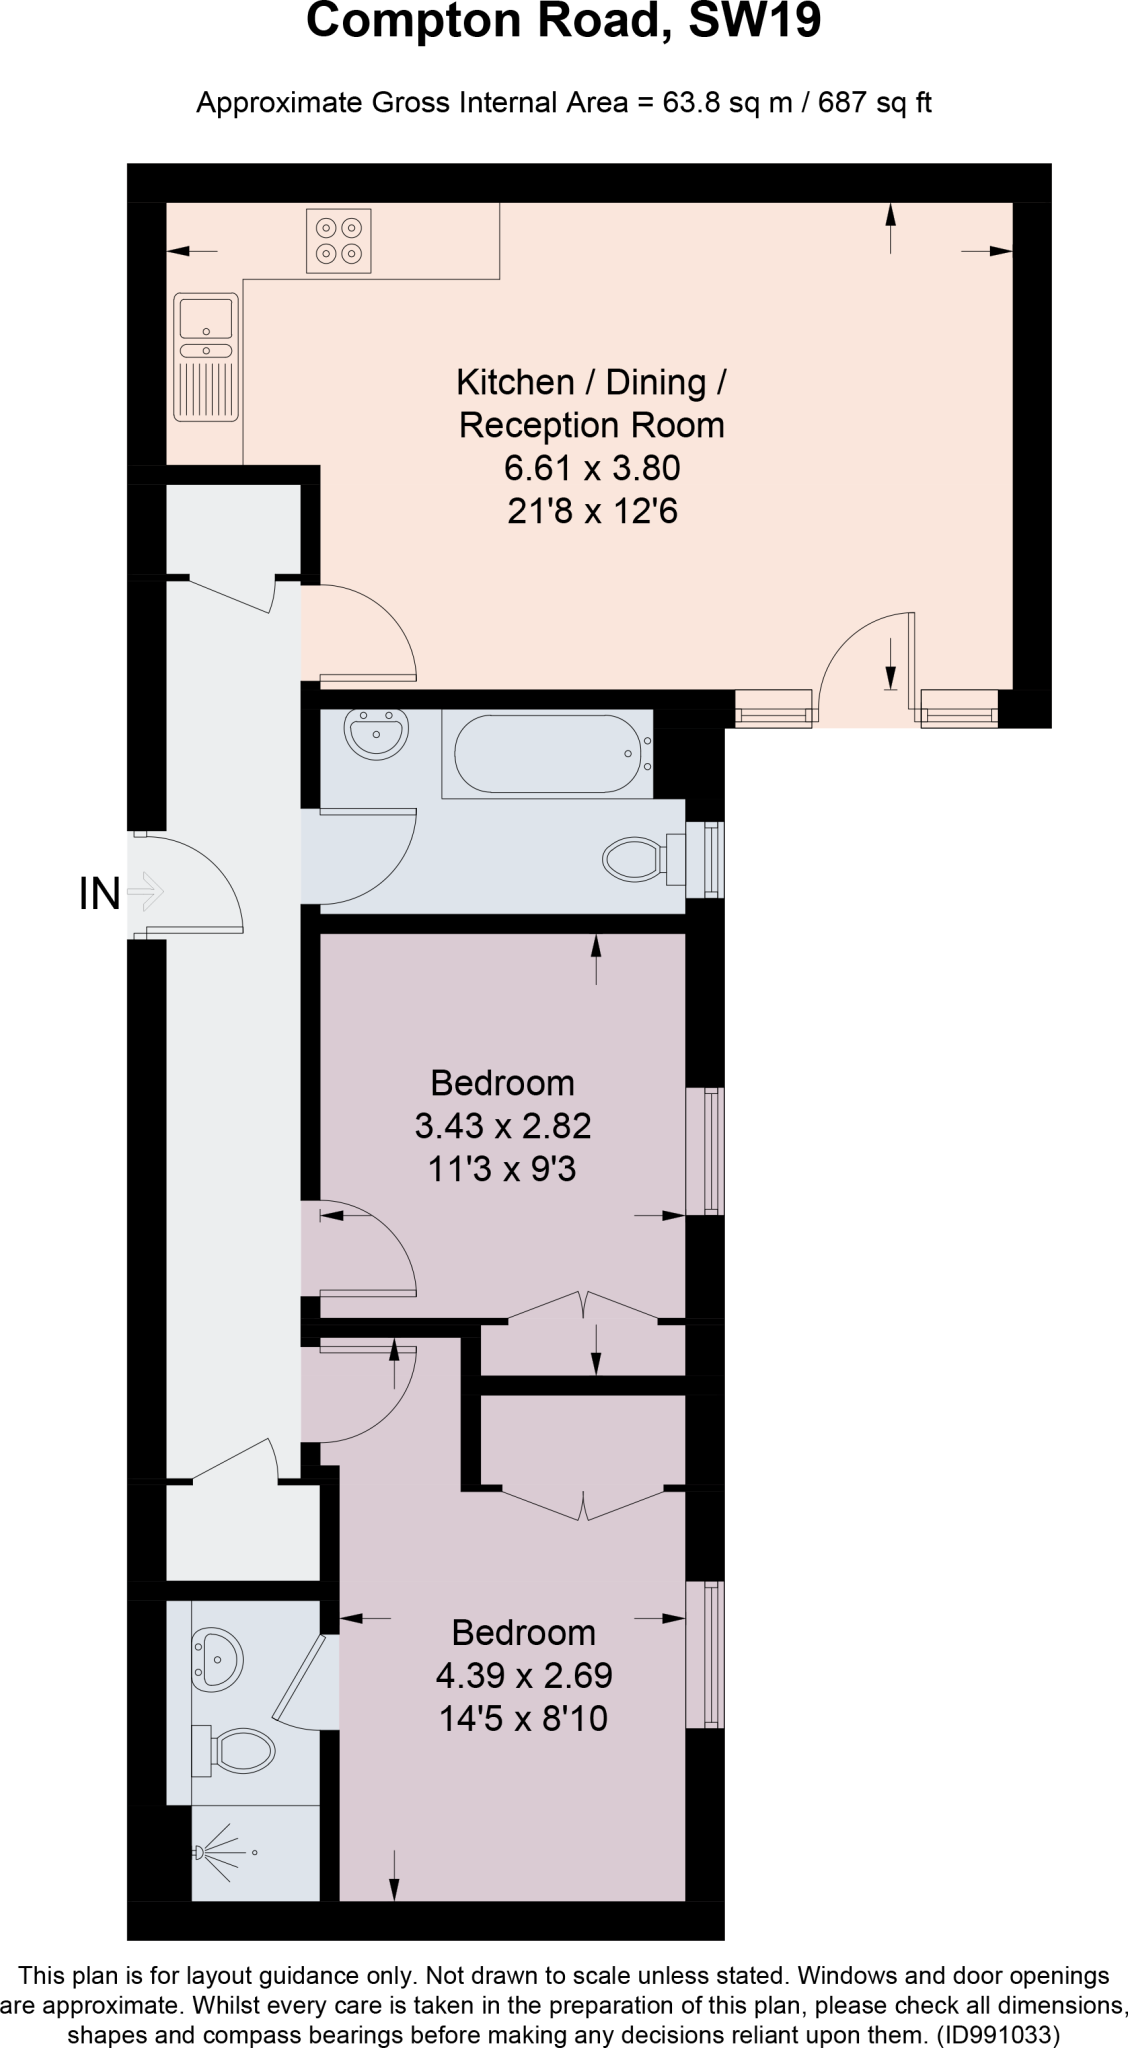 Compton Road, SW19
Approximate Gross Internal Area = 63.8 sq m / 687 sq ft
Kitchen / Dining /
Reception Room
6.61 x 3.80
21'8 x 12'6
IN
Bedroom
3.43 x 2.82
11'3 x 9'3
Bedroom
4.39 x 2.69
14'5 x 8'10
This plan is for layout guidance only. Not drawn to scale unless stated. Windows and door openings
are approximate. Whilst every care is taken in the preparation of this plan, please check all dimensions,
shapes and compass bearings before making any decisions reliant upon them. (ID991033)